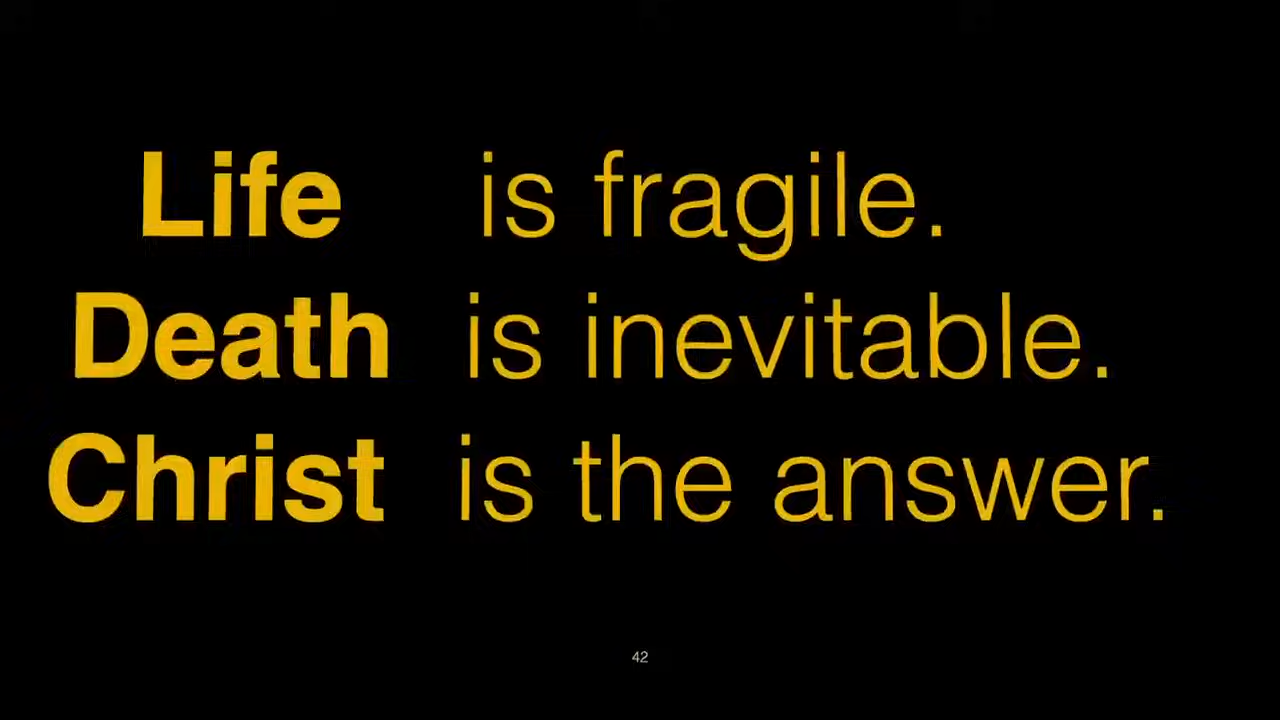 Life is fragile.
Death is inevitable.
Christ is the answer.
42